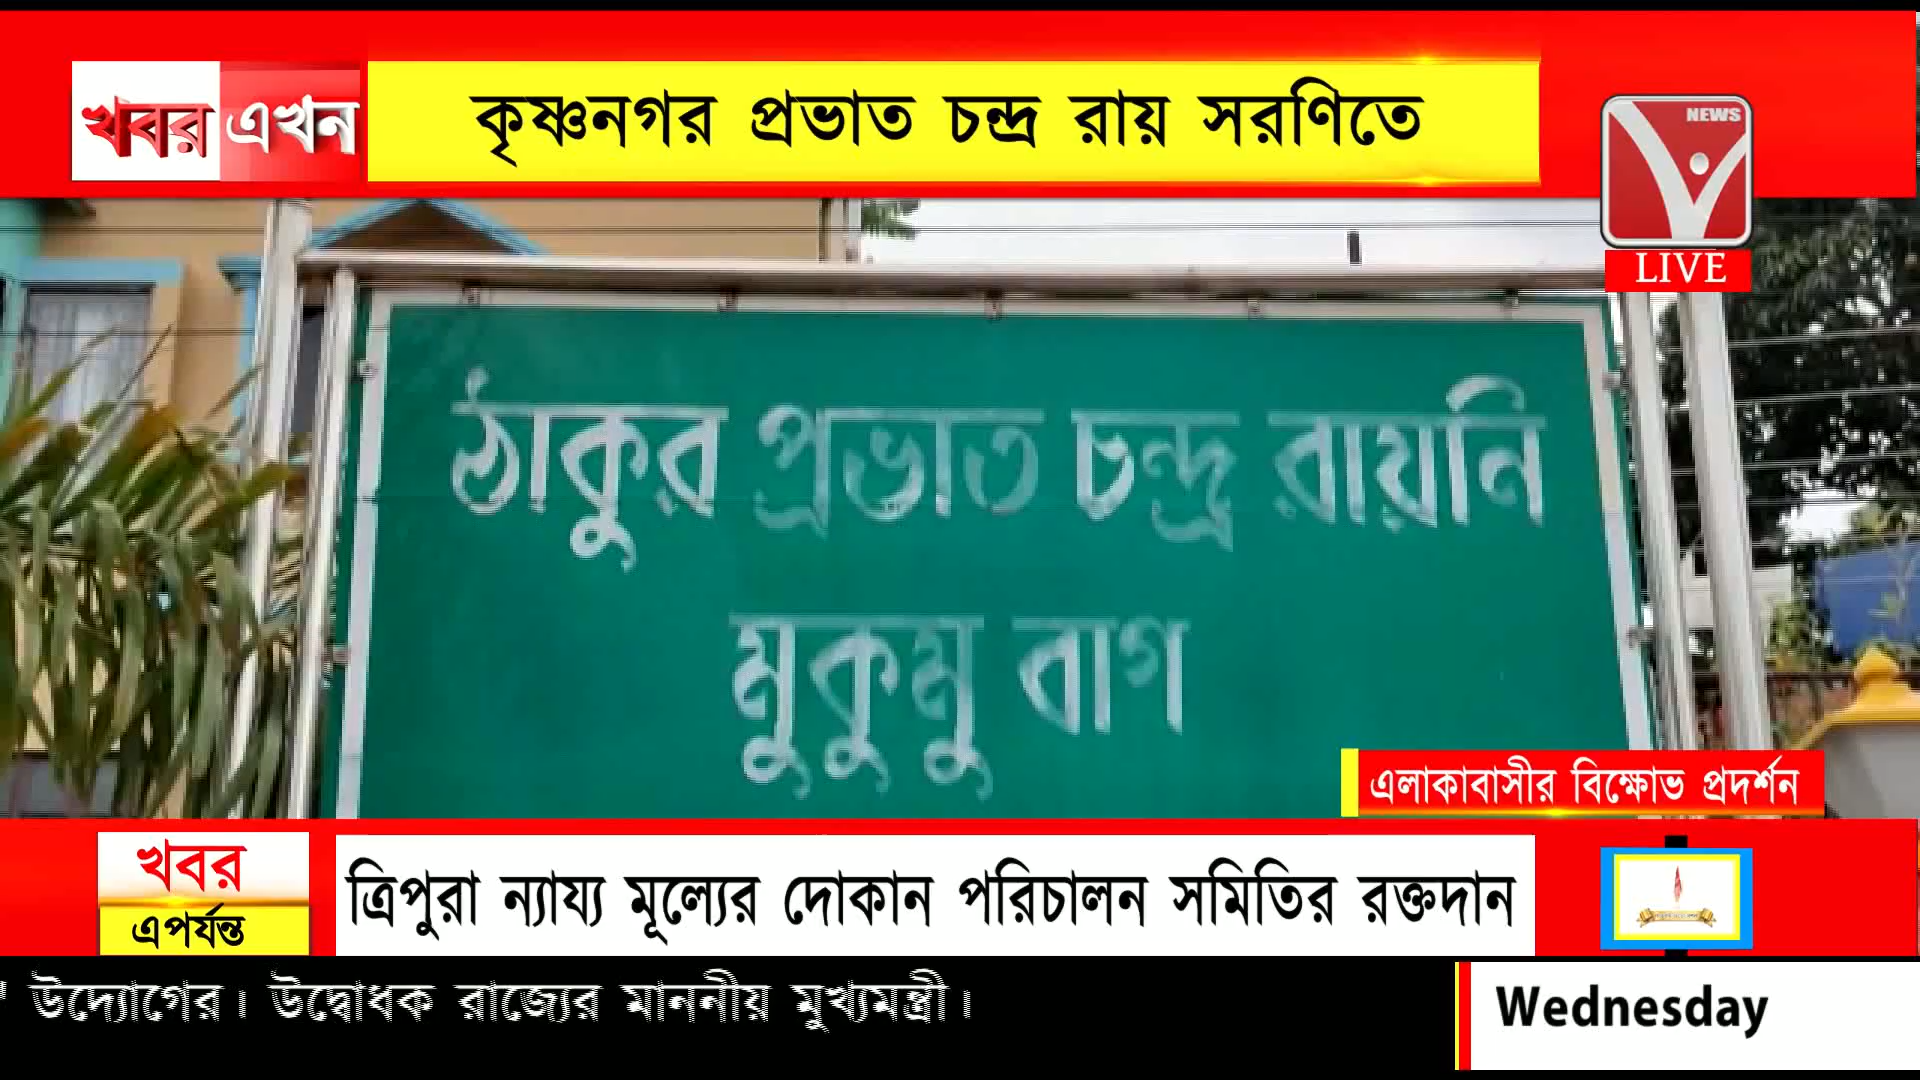 খবর এখন
কৃষ্ণনগর প্রভাত চন্দ্র রায় সরণিতে
NEWS
LIVE
ঠাকুর প্রভাত চন্দ্র রায়নি
মুকুমু বাগ
এলাকাবাসীর বিক্ষোভ প্রদর্শন
খবর
এপর্যন্ত
ত্রিপুরা ন্যায্য মূল্যের দোকান পরিচালন সমিতির রক্তদান
উদ্যোগের। উদ্বোধক রাজ্যের মাননীয় মুখ্যমন্ত্রী।
Wednesday